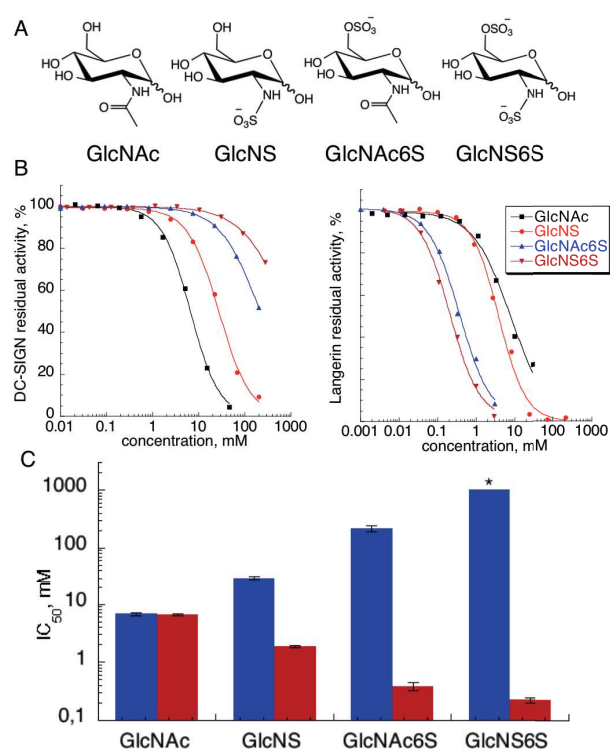 A
OH
O
HO
HO
NH
OH
O
OH
O
HO
HO
NH
OH
⁻O₃S
OSO₃⁻
O
HO
HO
NH
OH
O
OSO₃⁻
O
HO
HO
NH
OH
⁻O₃S
GlcNAc GlcNS GlcNAc6S GlcNS6S
B
DC-SIGN residual activity, %
100
80
60
40
20
0
0.01 0.1 1 10 100 1000
concentration, mM
Langerin residual activity, %
0.001 0.01 0.1 1 10 100 1000
concentration, mM
GlcNAc
GlcNS
GlcNAc6S
GlcNS6S
C
IC₅₀, mM
1000
100
10
1
0,1
*
GlcNAc GlcNS GlcNAc6S GlcNS6S